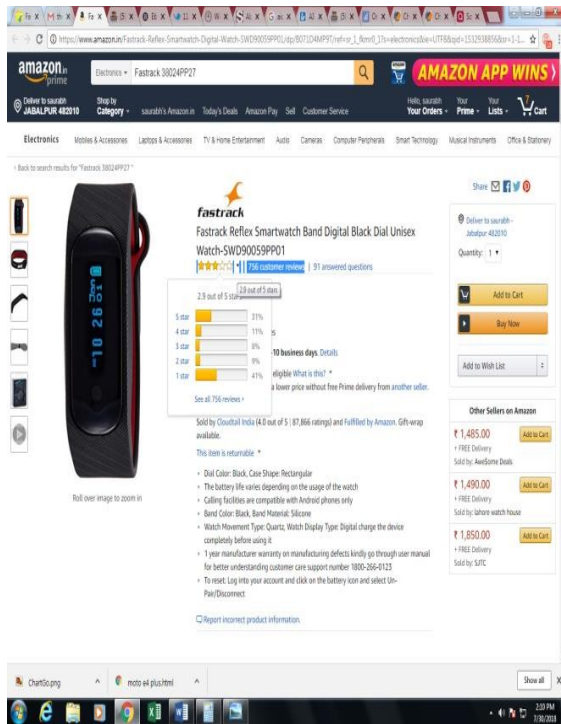 https://www.amazon.in/Fastrack-Reflex-Smartwatch-Digital-Watch-SWD90059PP01/dp/B071D4MP9T/
amazon.in
prime
Electronics
Fastrack 38024PP27
AMAZON APP WINS
Deliver to saurabh
JABALPUR 482010
Shop by
Category
saurabh's Amazon.in Today's Deals Amazon Pay Sell Customer Service
Hello, saurabh
Your Orders
Your
Prime
Your
Lists
Cart
Electronics Mobiles & Accessories Laptops & Accessories TV & Home Entertainment Audio Cameras Computer Peripherals Smart Technology Musical Instruments Office & Stationery
‹ Back to search results for "Fastrack 38024PP27 "
Share
fastrack
Fastrack Reflex Smartwatch Band Digital Black Dial Unisex
Watch-SWD90059PP01
756 customer reviews | 91 answered questions
2.9 out of 5 stars
2.9 out of 5 stars
5 star 31%
4 star 11%
3 star 8%
2 star 9%
1 star 41%
See all 756 reviews ›
-10 business days. Details
eligible What is this?
a lower price without free Prime delivery from another seller.
Sold by Cloudtail India (4.0 out of 5 | 87,866 ratings) and Fulfilled by Amazon. Gift-wrap
available.
This item is returnable
Dial Color: Black, Case Shape: Rectangular
The battery life varies depending on the usage of the watch
Calling facilities are compatible with Android phones only
Band Color: Black, Band Material: Silicone
Watch Movement Type: Quartz, Watch Display Type: Digital charge the device
completely before using it
1 year manufacturer warranty on manufacturing defects kindly go through user manual
for better understanding customer care support number 1800-266-0123
To reset: Log into your account and click on the battery icon and select Un-
Pair/Disconnect
Report incorrect product information.
Roll over image to zoom in
Deliver to saurabh -
Jabalpur 482010
Quantity: 1
Add to Cart
Buy Now
Add to Wish List
Other Sellers on Amazon
₹ 1,485.00 Add to Cart
+ FREE Delivery
Sold by: AweSome Deals
₹ 1,490.00 Add to Cart
+ FREE Delivery
Sold by: lahore watch
house
₹ 1,850.00 Add to Cart
+ FREE Delivery
Sold by: SJTC
ChartGo.png
moto e4 plus.html
Show all
2:10 PM
7/30/2018